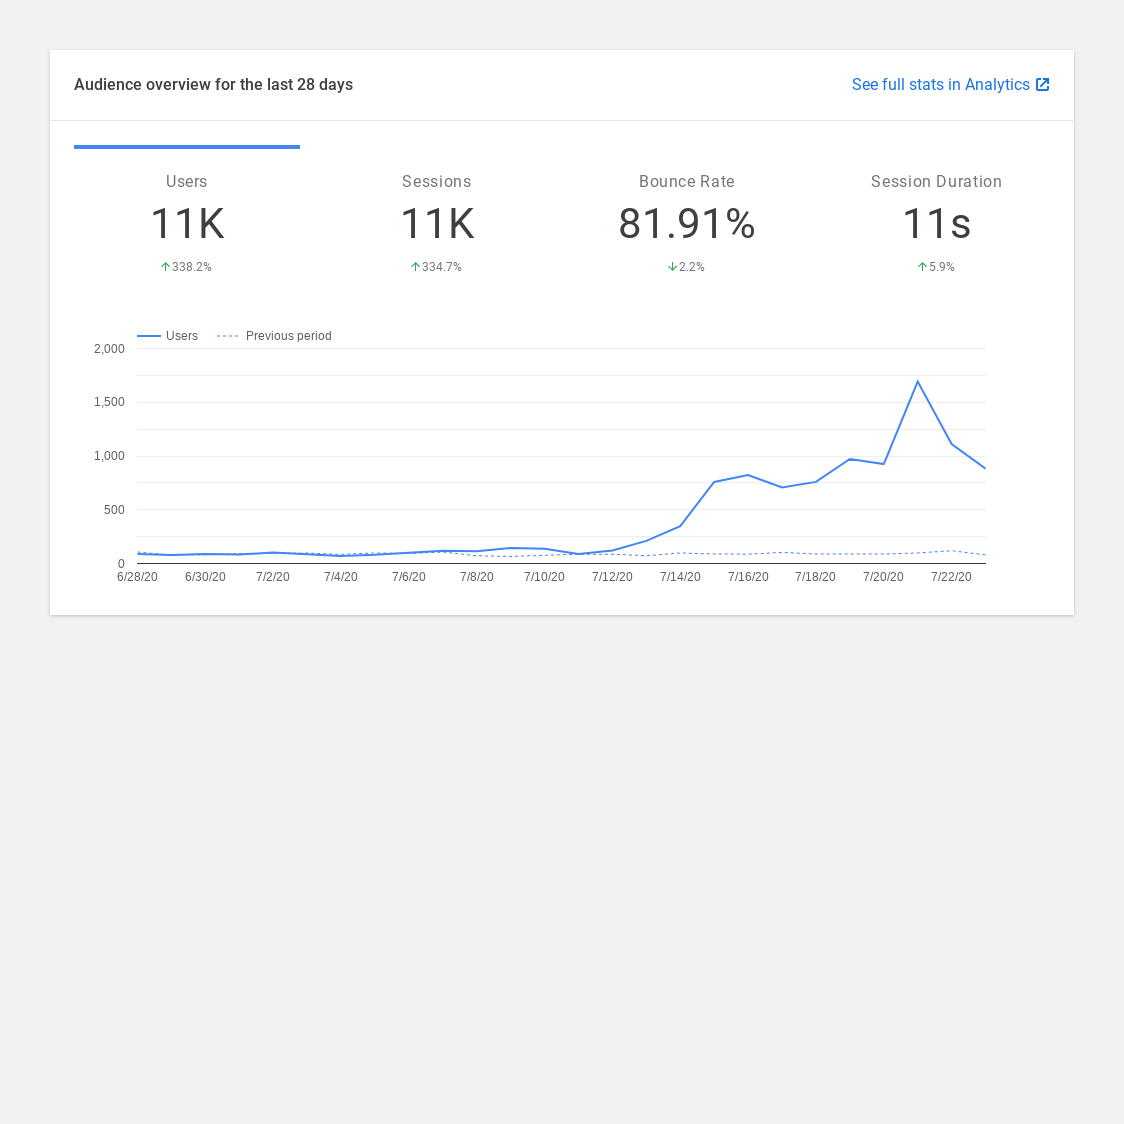 Audience overview for the last 28 days
See full stats in Analytics
Users
Sessions
Bounce Rate
Session Duration
11K
11K
81.91%
11s
338.2%
334.7%
2.2%
5.9%
Users
Previous period
2,000
1,500
1,000
500
0
6/28/20 6/30/20 7/2/20 7/4/20 7/6/20 7/8/20 7/10/20 7/12/20 7/14/20 7/16/20 7/18/20 7/20/20 7/22/20